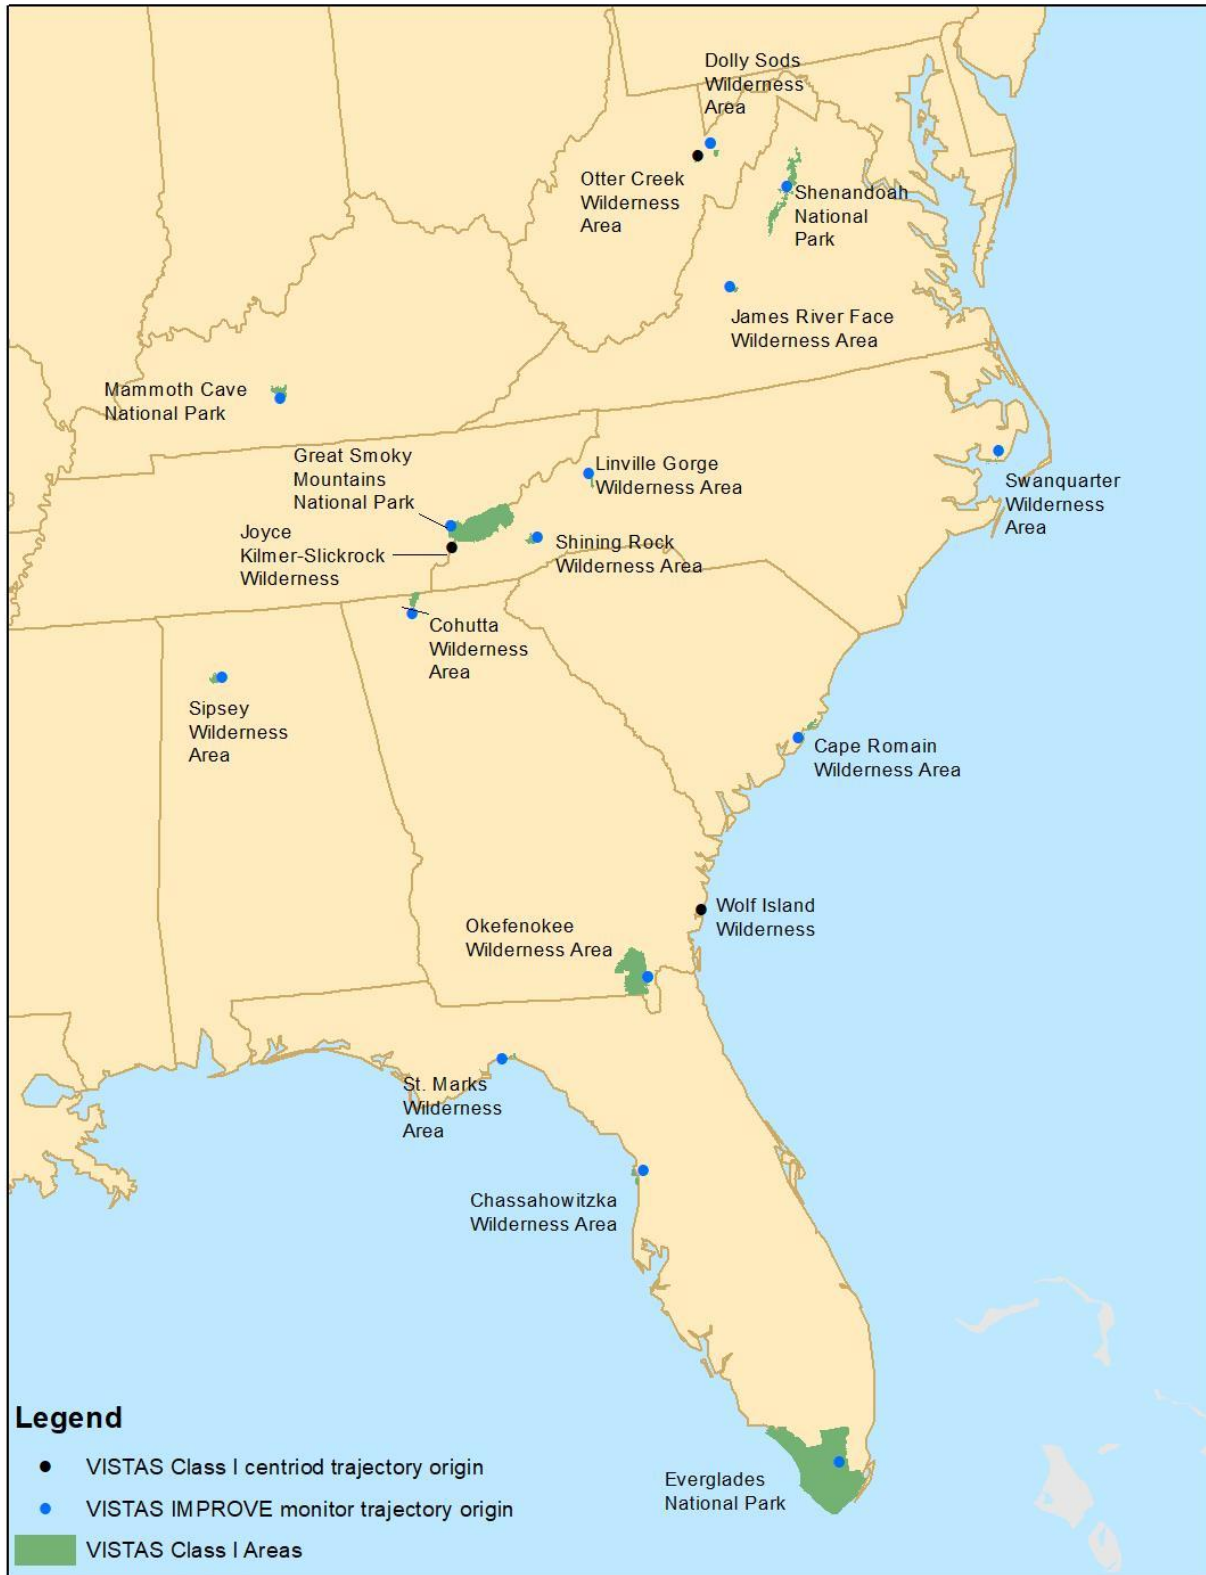 Dolly Sods
Wilderness
Area
Otter Creek
Wilderness
Area
Shenandoah
National
Park
James River Face
Wilderness Area
Mammoth Cave
National Park
Great Smoky
Mountains
National Park
Linville Gorge
Wilderness Area
Swanquarter
Wilderness
Area
Joyce
Kilmer-Slickrock
Wilderness
Shining Rock
Wilderness Area
Cohutta
Wilderness
Area
Sipsey
Wilderness
Area
Cape Romain
Wilderness Area
Wolf Island
Wilderness
Okefenokee
Wilderness Area
St. Marks
Wilderness
Area
Chassahowitzka
Wilderness Area
Everglades
National Park
Legend
VISTAS Class I centriod trajectory origin
VISTAS IMPROVE monitor trajectory origin
VISTAS Class I Areas